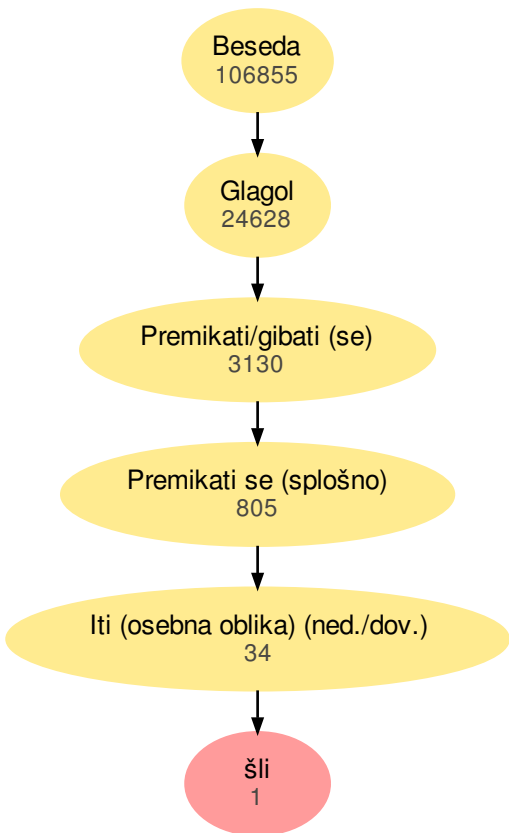 Beseda
106855
Glagol
24628
Premikati/gibati (se)
3130
Premikati se (splošno)
805
Iti (osebna oblika) (ned./dov.)
34
šli
1